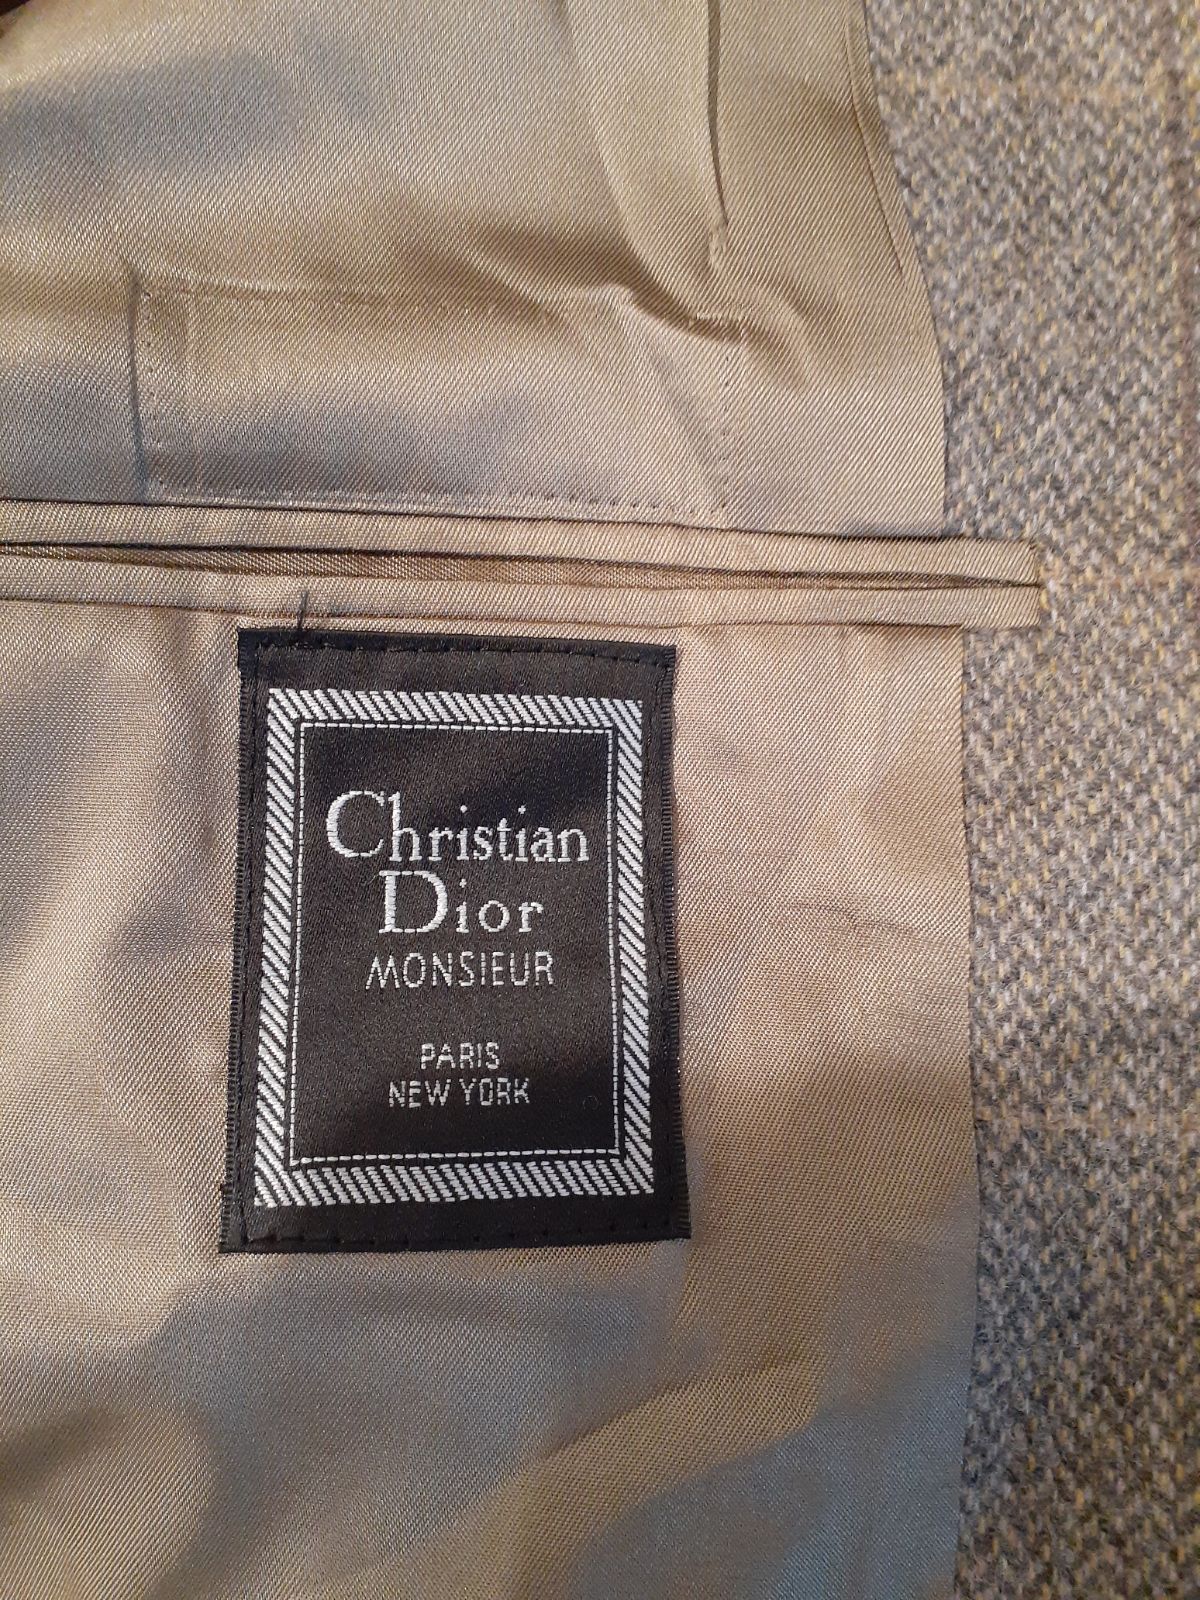 Christian
Dior
MONSIEUR
PARIS
NEW YORK